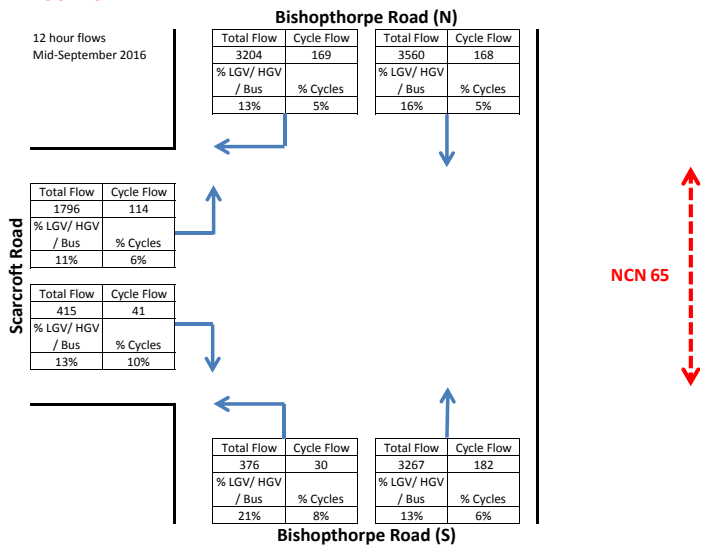 Bishopthorpe Road (N)
12 hour flows
Mid-September 2016
Total Flow Cycle Flow
3204 169
% LGV/ HGV
/ Bus % Cycles
13% 5%
Total Flow Cycle Flow
3560 168
% LGV/ HGV
/ Bus % Cycles
16% 5%
Scarcroft Road
Total Flow Cycle Flow
1796 114
% LGV/ HGV
/ Bus % Cycles
11% 6%
Total Flow Cycle Flow
415 41
% LGV/ HGV
/ Bus % Cycles
13% 10%
NCN 65
Total Flow Cycle Flow
376 30
% LGV/ HGV
/ Bus % Cycles
21% 8%
Total Flow Cycle Flow
3267 182
% LGV/ HGV
/ Bus % Cycles
13% 6%
Bishopthorpe Road (S)